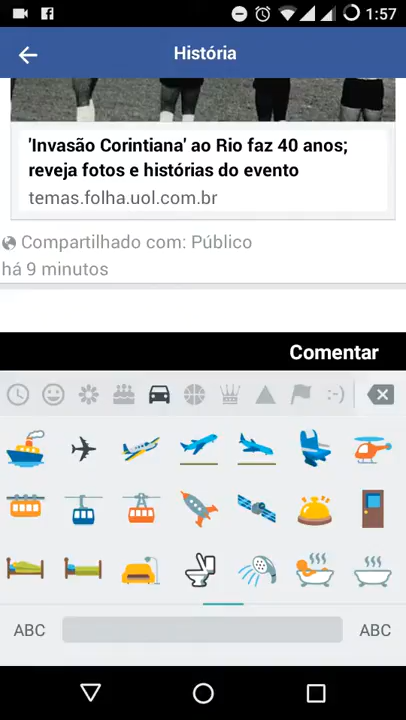 1:57
História
'Invasão Corintiana' ao Rio faz 40 anos;
reveja fotos e histórias do evento
temas.folha.uol.com.br
Compartilhado com: Público
há 9 minutos
Comentar
:-)
ABC
ABC